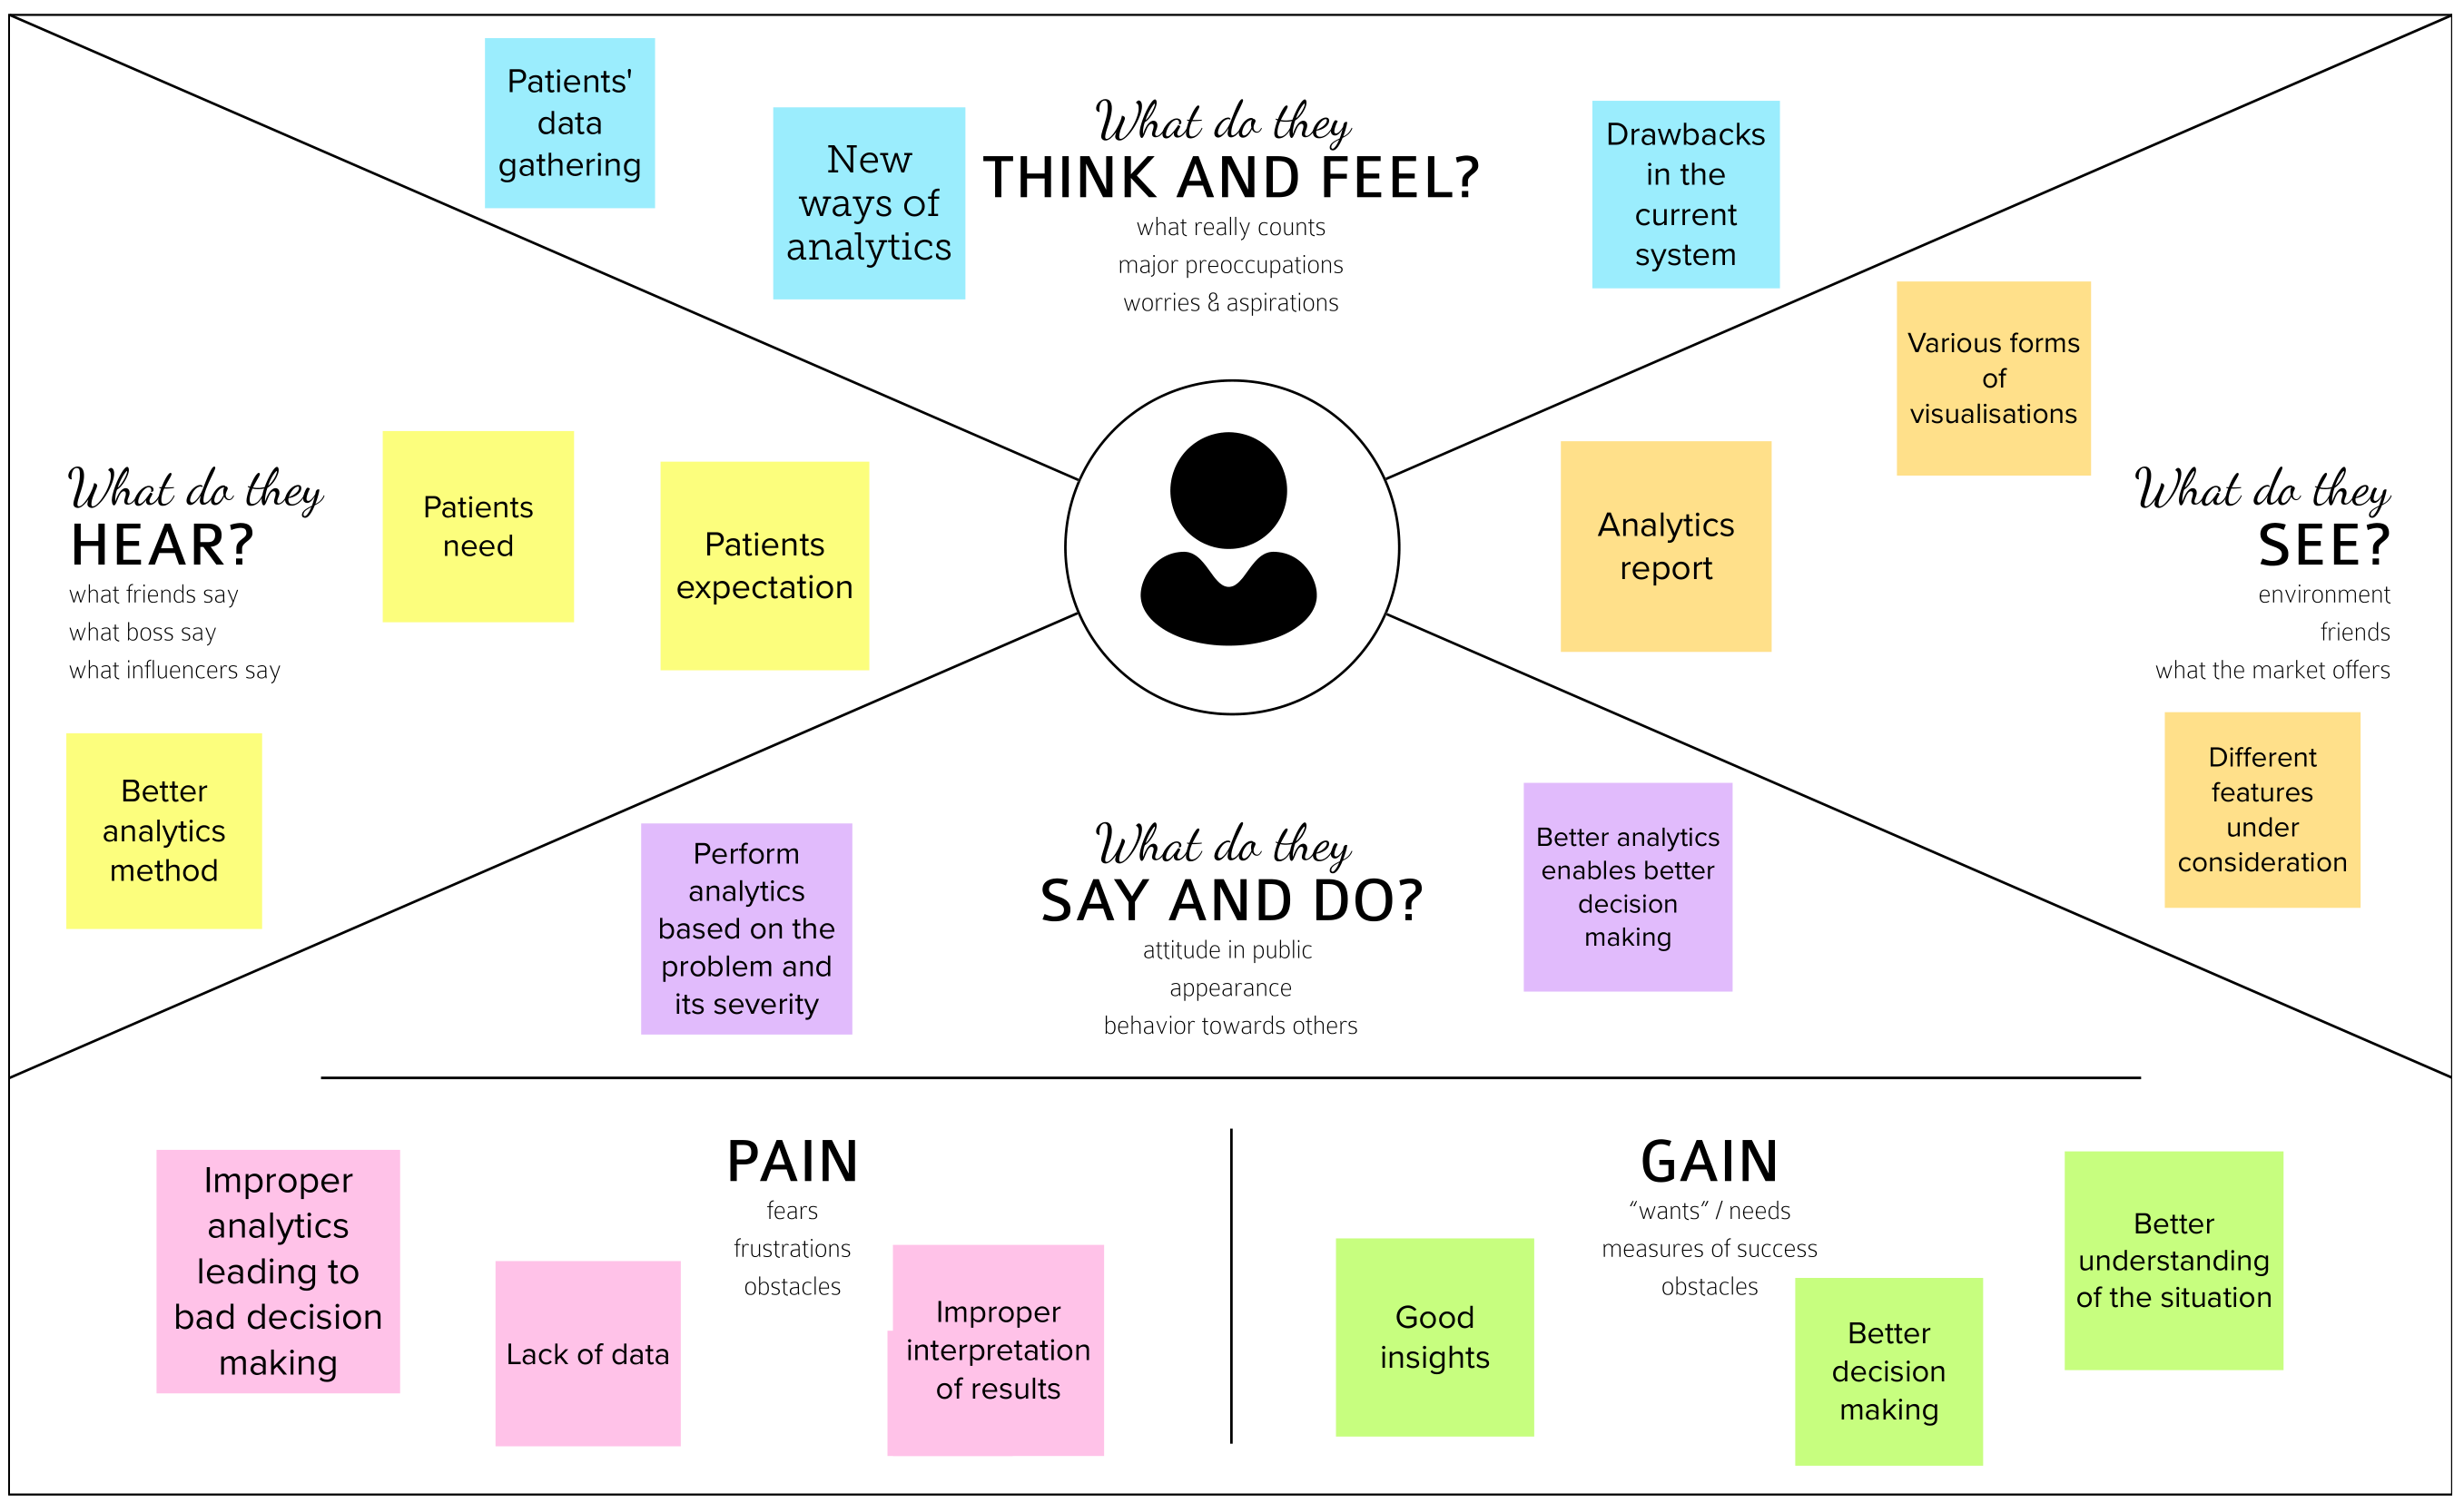 Patients'
data
gathering
New
ways of
analytics
What do they
THINK AND FEEL?
what really counts
major preoccupations
worries & aspirations
Drawbacks
in the
current
system
What do they
HEAR?
what friends say
what boss say
what influencers say
Patients
need
Patients
expectation
Better
analytics
method
Various forms
of
visualisations
Analytics
report
What do they
SEE?
environment
friends
what the market offers
Different
features
under
consideration
Perform
analytics
based on the
problem and
its severity
What do they
SAY AND DO?
attitude in public
appearance
behavior towards others
Better analytics
enables better
decision
making
PAIN
fears
frustrations
obstacles
Improper
analytics
leading to
bad decision
making
Lack of data
Improper
interpretation
of results
GAIN
“wants” / needs
measures of success
obstacles
Good
insights
Better
decision
making
Better
understanding
of the situation